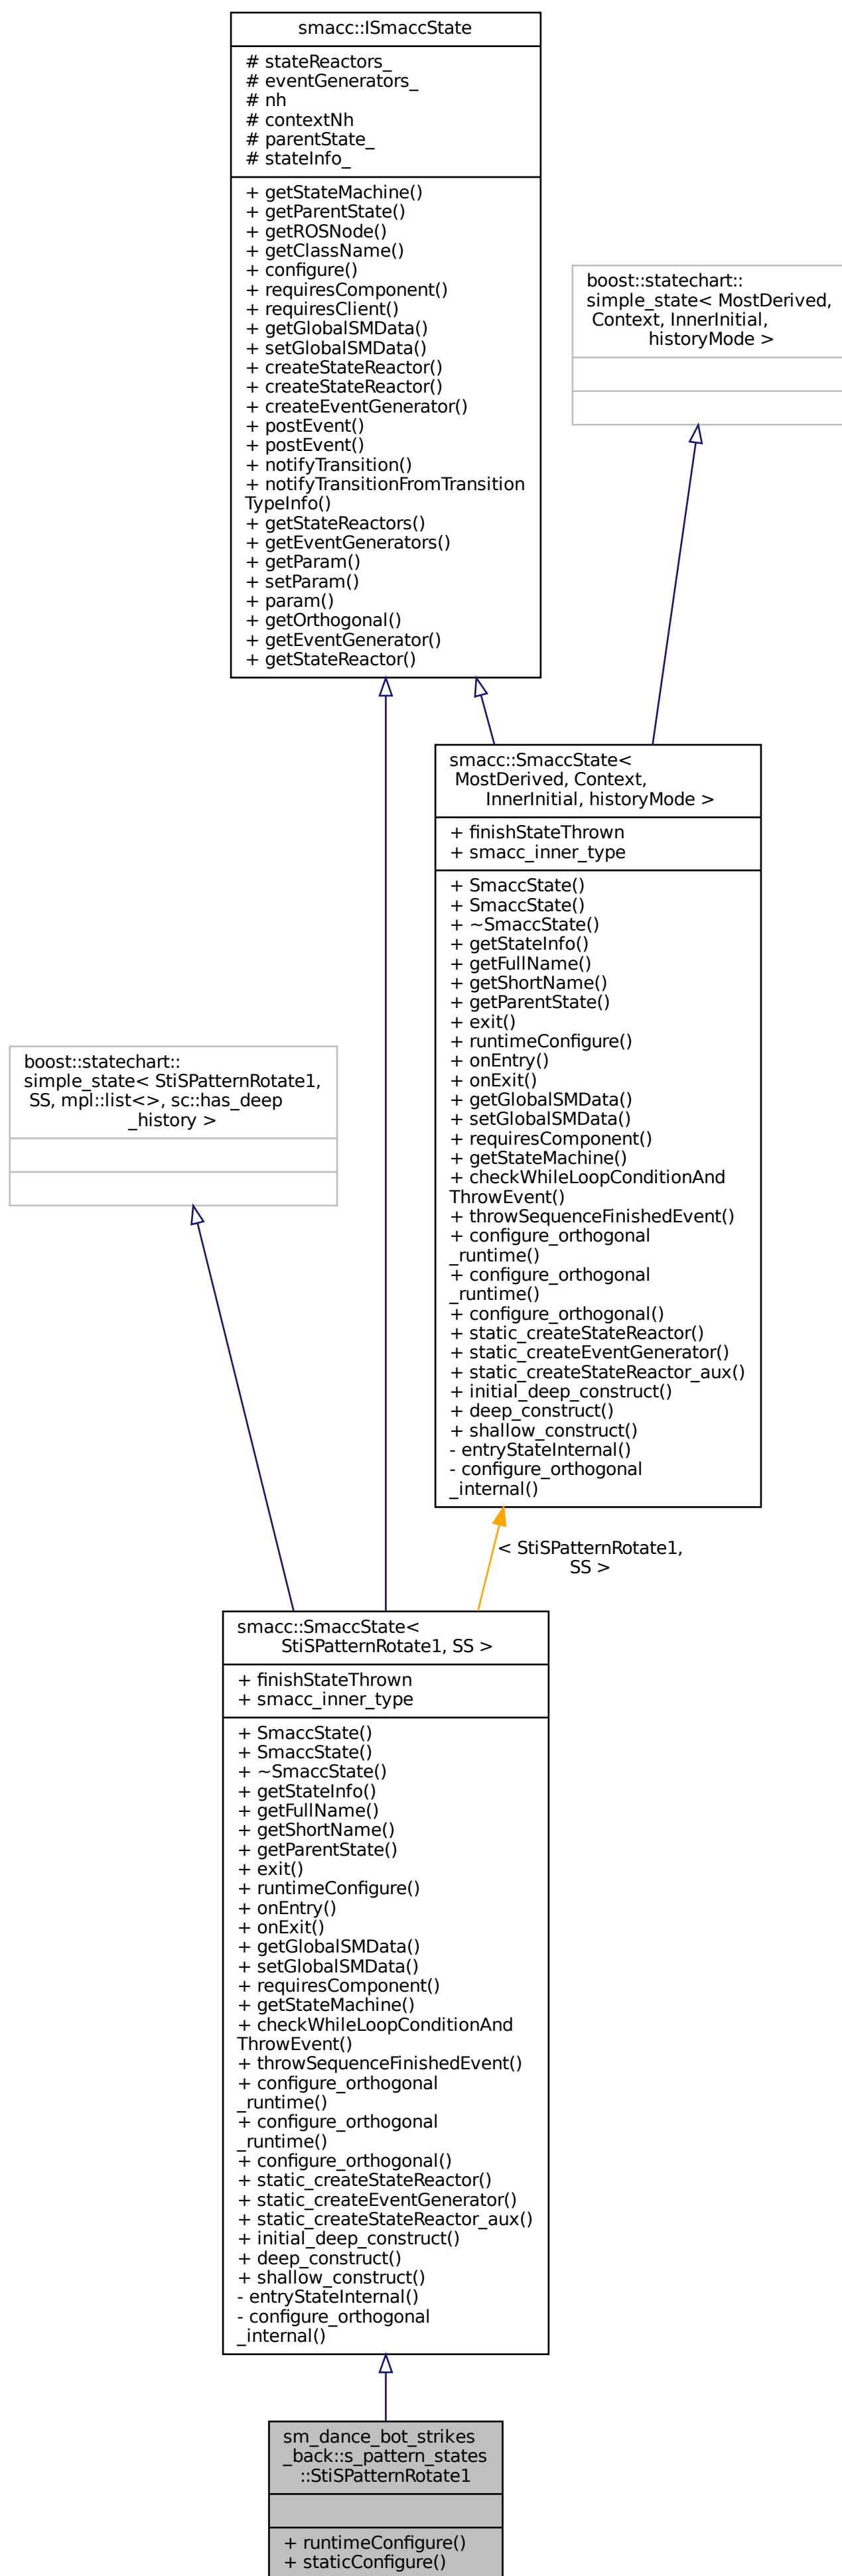 smacc::ISmaccState
# stateReactors_
# eventGenerators_
# nh
# contextNh
# parentState_
# stateInfo_
+ getStateMachine()
+ getParentState()
+ getROSNode()
+ getClassName()
+ configure()
+ requiresComponent()
+ requiresClient()
+ getGlobalSMData()
+ setGlobalSMData()
+ createStateReactor()
+ createStateReactor()
+ createEventGenerator()
+ postEvent()
+ postEvent()
+ notifyTransition()
+ notifyTransitionFromTransition
TypeInfo()
+ getStateReactors()
+ getEventGenerators()
+ getParam()
+ setParam()
+ param()
+ getOrthogonal()
+ getEventGenerator()
+ getStateReactor()
boost::statechart::
simple_state< MostDerived,
Context, InnerInitial,
historyMode >
smacc::SmaccState<
MostDerived, Context,
InnerInitial, historyMode >
+ finishStateThrown
+ smacc_inner_type
+ SmaccState()
+ SmaccState()
+ ~SmaccState()
+ getStateInfo()
+ getFullName()
+ getShortName()
+ getParentState()
+ exit()
+ runtimeConfigure()
+ onEntry()
+ onExit()
+ getGlobalSMData()
+ setGlobalSMData()
+ requiresComponent()
+ getStateMachine()
+ checkWhileLoopConditionAnd
ThrowEvent()
+ throwSequenceFinishedEvent()
+ configure_orthogonal
_runtime()
+ configure_orthogonal
_runtime()
+ configure_orthogonal()
+ static_createStateReactor()
+ static_createEventGenerator()
+ static_createStateReactor_aux()
+ initial_deep_construct()
+ deep_construct()
+ shallow_construct()
- entryStateInternal()
- configure_orthogonal
_internal()
boost::statechart::
simple_state< StiSPatternRotate1,
SS, mpl::list<>, sc::has_deep
_history >
< StiSPatternRotate1,
SS >
smacc::SmaccState<
StiSPatternRotate1, SS >
+ finishStateThrown
+ smacc_inner_type
+ SmaccState()
+ SmaccState()
+ ~SmaccState()
+ getStateInfo()
+ getFullName()
+ getShortName()
+ getParentState()
+ exit()
+ runtimeConfigure()
+ onEntry()
+ onExit()
+ getGlobalSMData()
+ setGlobalSMData()
+ requiresComponent()
+ getStateMachine()
+ checkWhileLoopConditionAnd
ThrowEvent()
+ throwSequenceFinishedEvent()
+ configure_orthogonal
_runtime()
+ configure_orthogonal
_runtime()
+ configure_orthogonal()
+ static_createStateReactor()
+ static_createEventGenerator()
+ static_createStateReactor_aux()
+ initial_deep_construct()
+ deep_construct()
+ shallow_construct()
- entryStateInternal()
- configure_orthogonal
_internal()
sm_dance_bot_strikes
_back::s_pattern_states
::StiSPatternRotate1
+ runtimeConfigure()
+ staticConfigure()